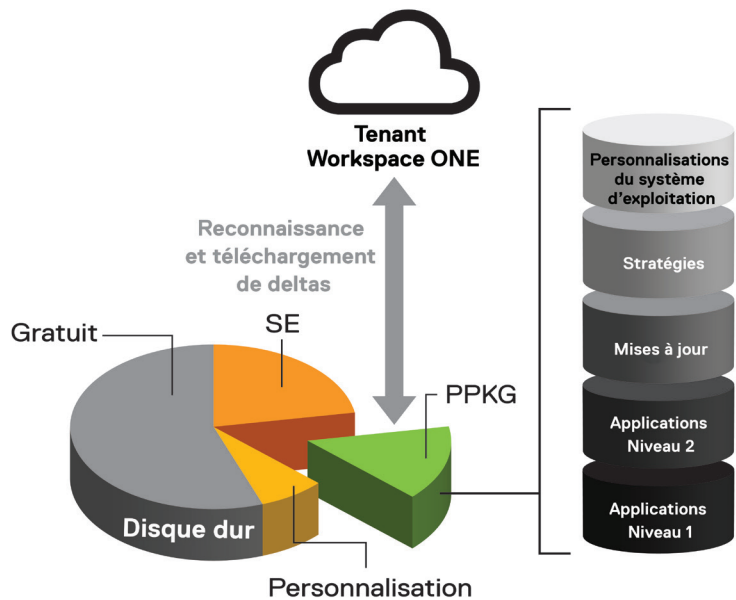 Tenant
Workspace ONE
Reconnaissance
et téléchargement
de deltas
Gratuit
SE
PPKG
Disque dur
Personnalisation
Personnalisations
du système
d'exploitation
Stratégies
Mises à jour
Applications
Niveau 2
Applications
Niveau 1